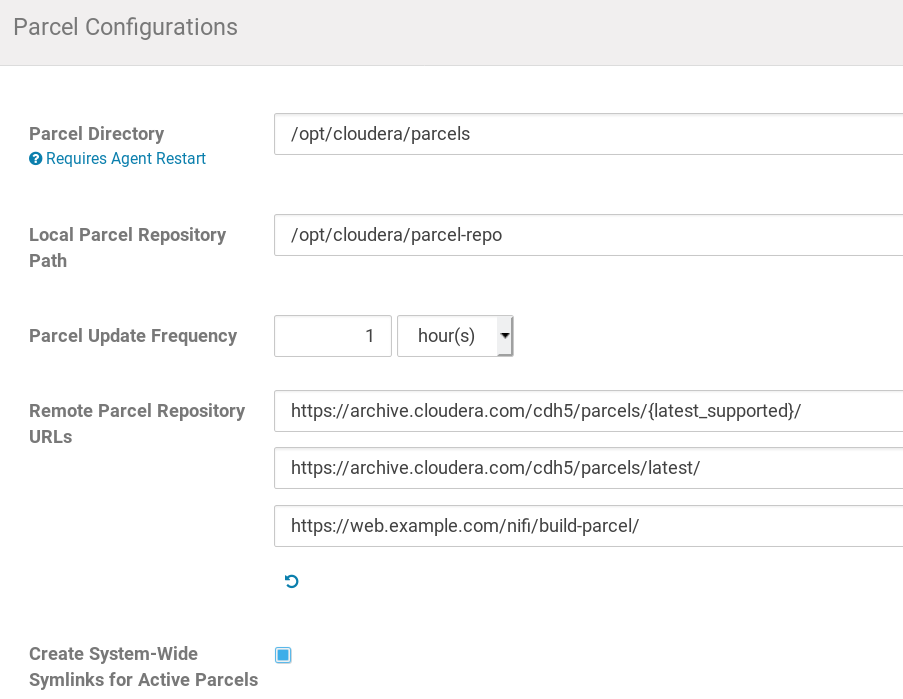 Parcel Configurations
Parcel Directory
/opt/cloudera/parcels
Requires Agent Restart
Local Parcel Repository
Path
/opt/cloudera/parcel-repo
Parcel Update Frequency
1 hour(s)
Remote Parcel Repository
URLs
https://archive.cloudera.com/cdh5/parcels/{latest_supported}/
https://archive.cloudera.com/cdh5/parcels/latest/
https://web.example.com/nifi/build-parcel/
Create System-Wide
Symlinks for Active Parcels